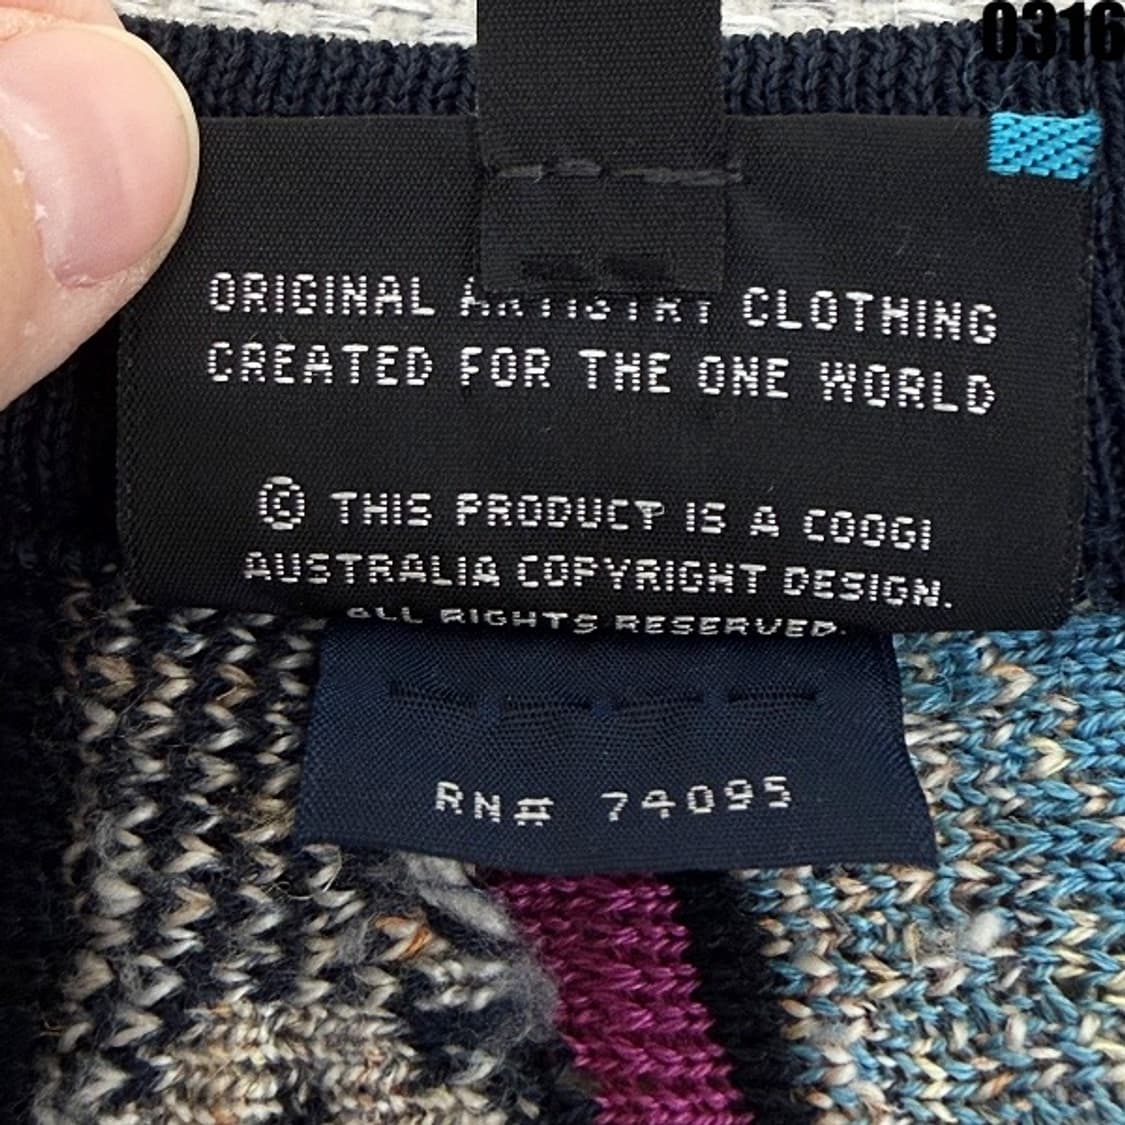 0316
ORIGINAL ARTISTRY CLOTHING
CREATED FOR THE ONE WORLD
© THIS PRODUCT IS A COOGI
AUSTRALIA COPYRIGHT DESIGN.
ALL RIGHTS RESERVED.
RN# 74095